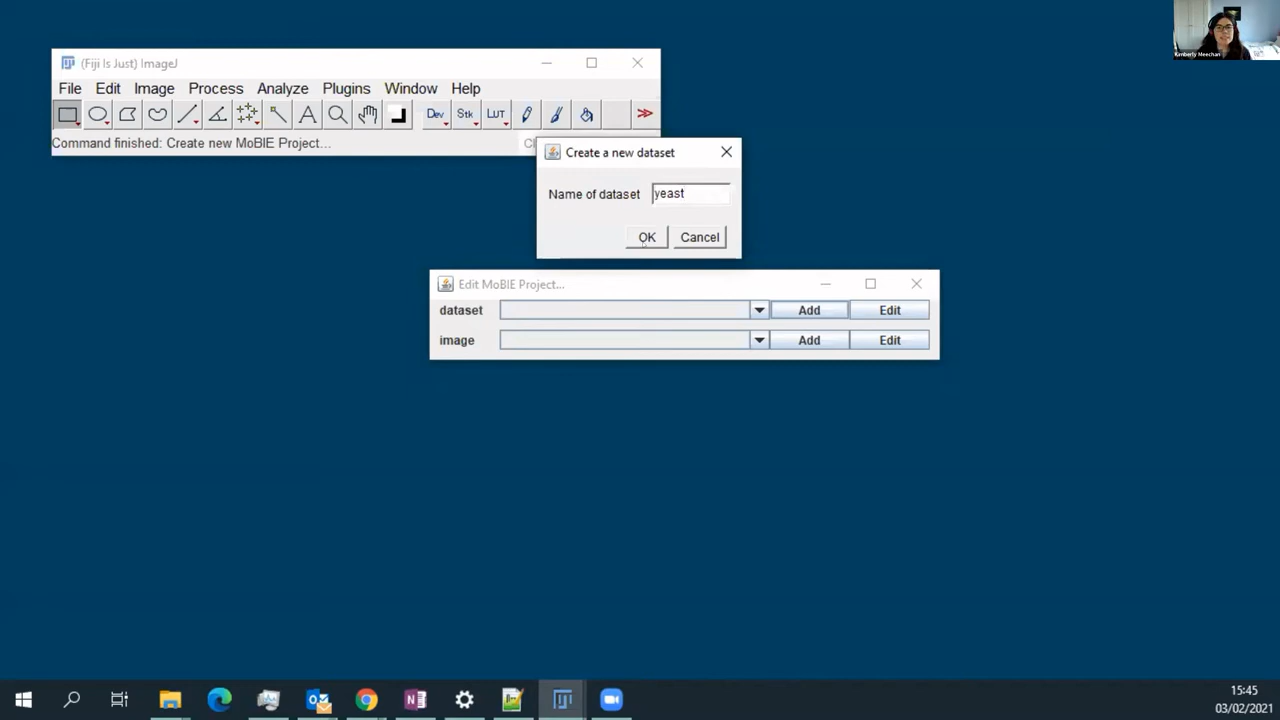 Kimberly Meechan
(Fiji Is Just) ImageJ
File Edit Image Process Analyze Plugins Window Help
Dev Stk LUT
Command finished: Create new MoBIE Project...
Create a new dataset
Name of dataset yeast
OK Cancel
Edit MoBIE Project...
dataset Add Edit
image Add Edit
15:45
03/02/2021